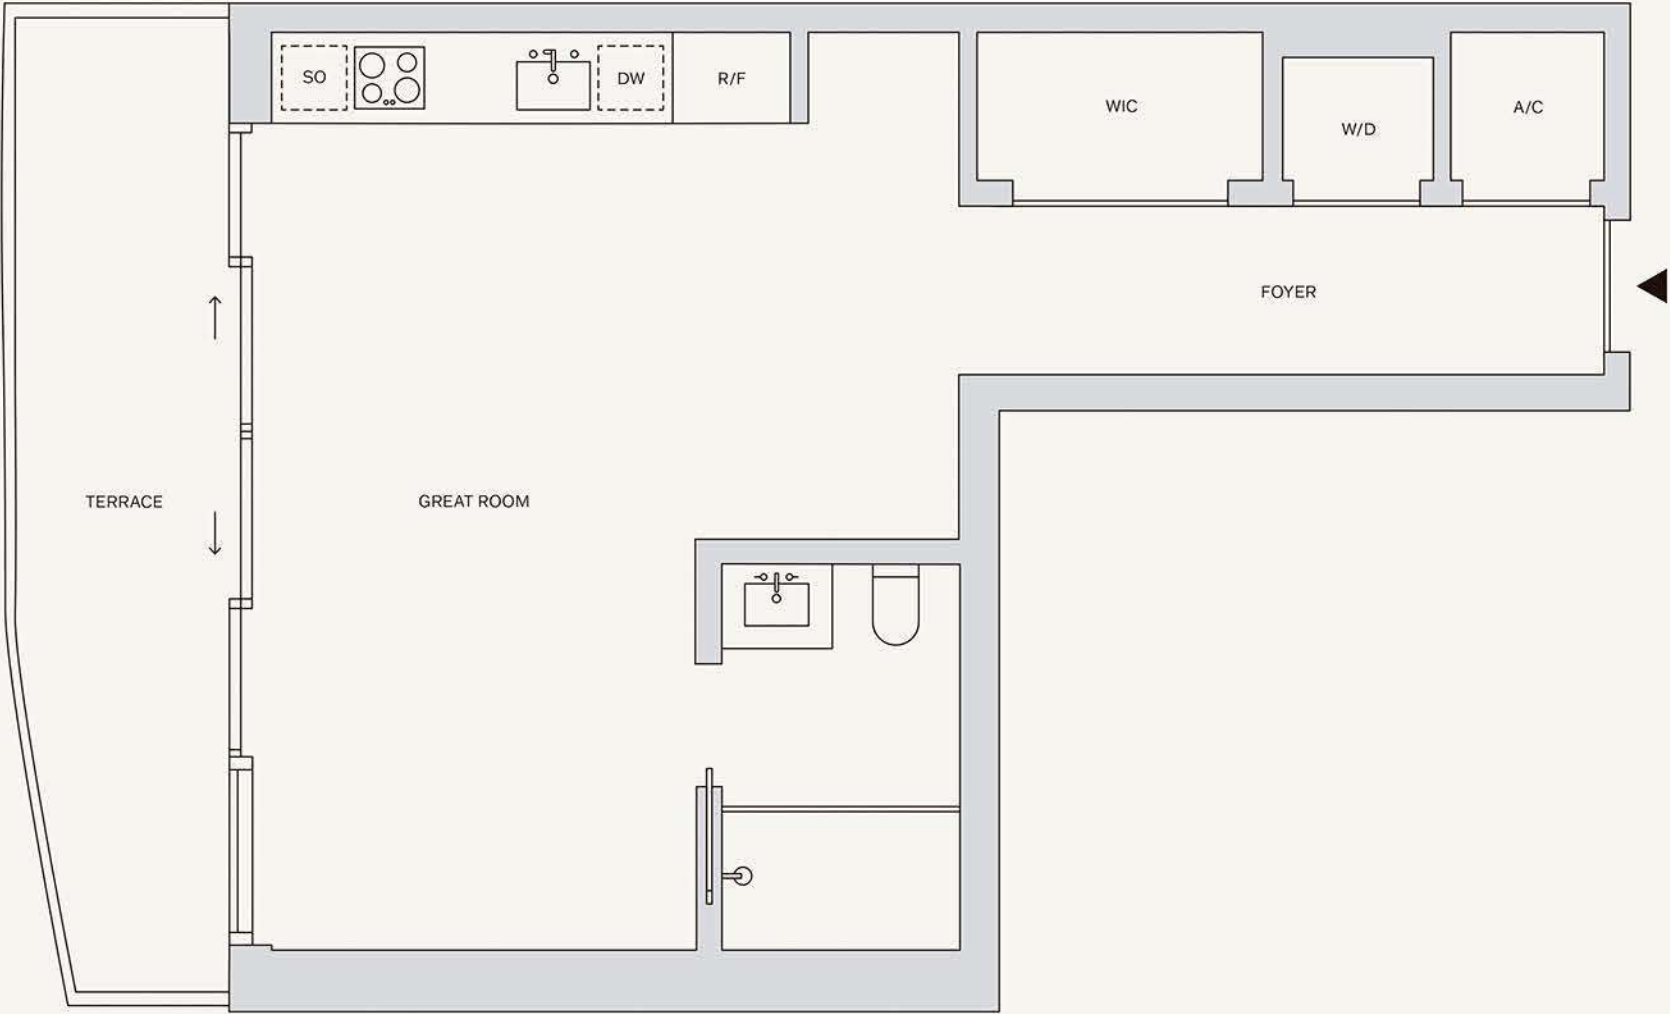 SO
DW
R/F
WIC
W/D
A/C
FOYER
TERRACE
GREAT ROOM